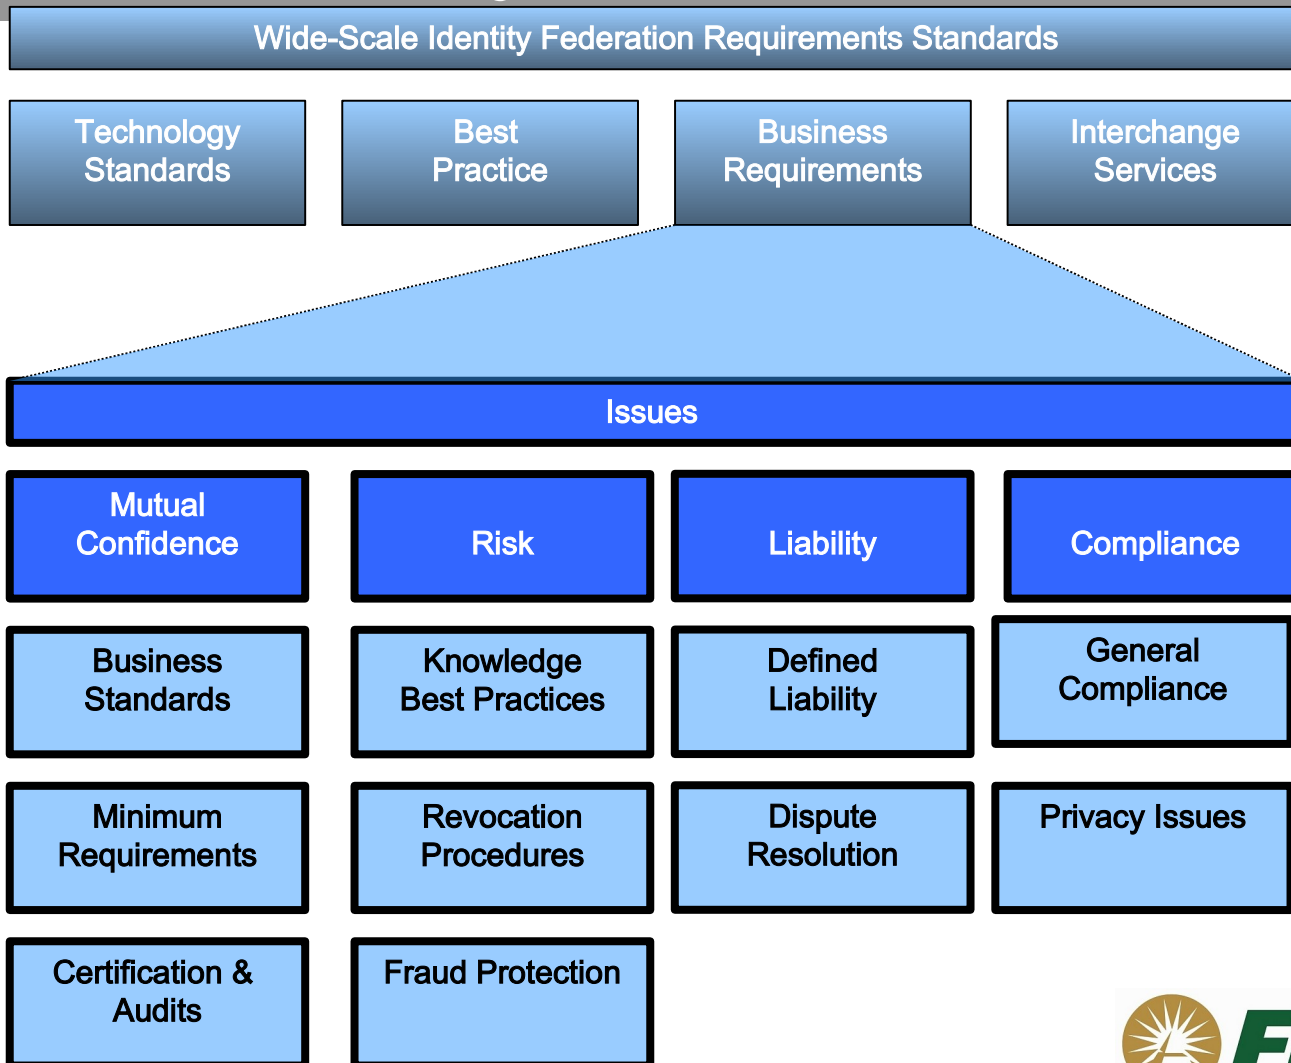 Wide-Scale Identity Federation Requirements Standards
Technology
Standards
Best
Practice
Business
Requirements
Interchange
Services
Issues
Mutual
Confidence
Risk
Liability
Compliance
Business
Standards
Knowledge
Best Practices
Defined
Liability
General
Compliance
Minimum
Requirements
Revocation
Procedures
Dispute
Resolution
Privacy Issues
Certification &
Audits
Fraud Protection